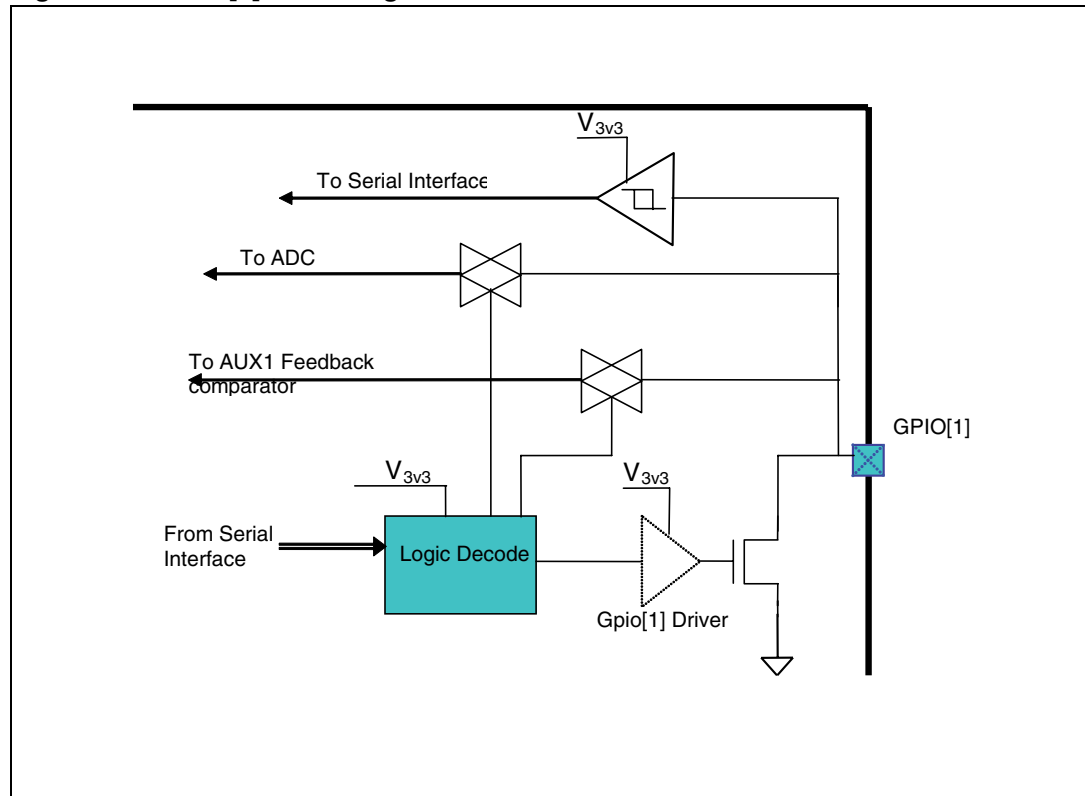 V3v3
To Serial Interface
To ADC
To AUX1 Feedback
comparator
GPIO[1]
V3v3
V3v3
From Serial
Interface
Logic Decode
Gpio[1] Driver